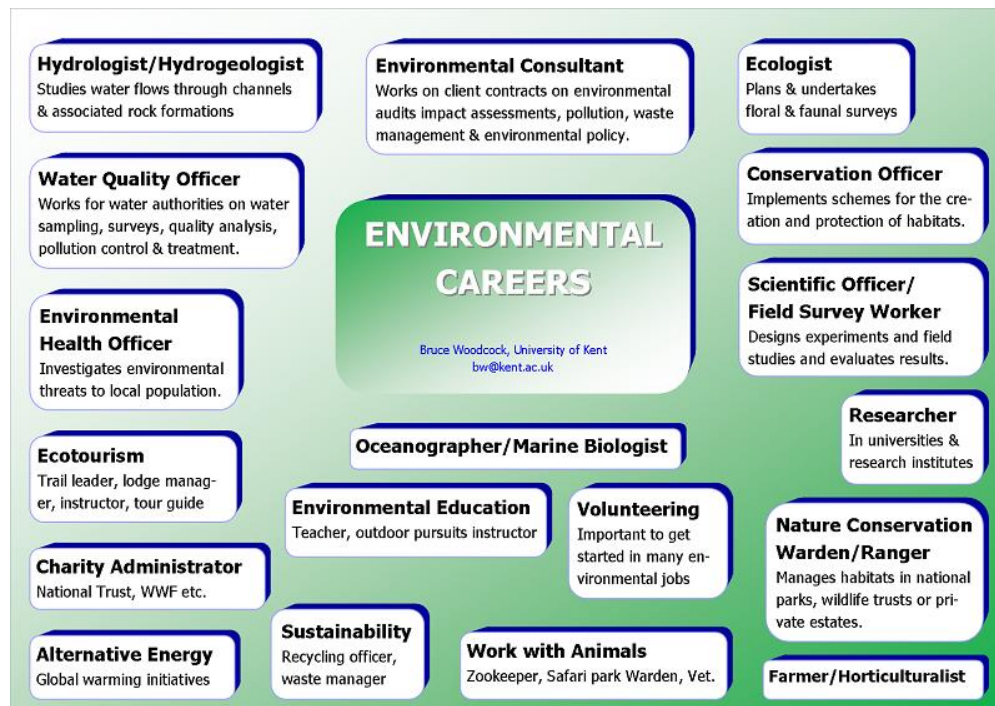 Hydrologist/Hydrogeologist
Studies water flows through channels
& associated rock formations
Environmental Consultant
Works on client contracts on environmental
audits impact assessments, pollution, waste
management & environmental policy.
Ecologist
Plans & undertakes
floral & faunal surveys
Water Quality Officer
Works for water authorities on water
sampling, surveys, quality analysis,
pollution control & treatment.
ENVIRONMENTAL
CAREERS
Bruce Woodcock, University of Kent
bw@kent.ac.uk
Conservation Officer
Implements schemes for the cre-
ation and protection of habitats.
Environmental
Health Officer
Investigates environmental
threats to local population.
Scientific Officer/
Field Survey Worker
Designs experiments and field
studies and evaluates results.
Researcher
In universities &
research institutes
Oceanographer/Marine Biologist
Ecotourism
Trail leader, lodge manag-
er, instructor, tour guide
Environmental Education
Teacher, outdoor pursuits instructor
Volunteering
Important to get
started in many en-
vironmental jobs
Nature Conservation
Warden/Ranger
Manages habitats in national
parks, wildlife trusts or pri-
vate estates.
Charity Administrator
National Trust, WWF etc.
Sustainability
Recycling officer,
waste manager
Work with Animals
Zookeeper, Safari park Warden, Vet.
Alternative Energy
Global warming initiatives
Farmer/Horticulturalist